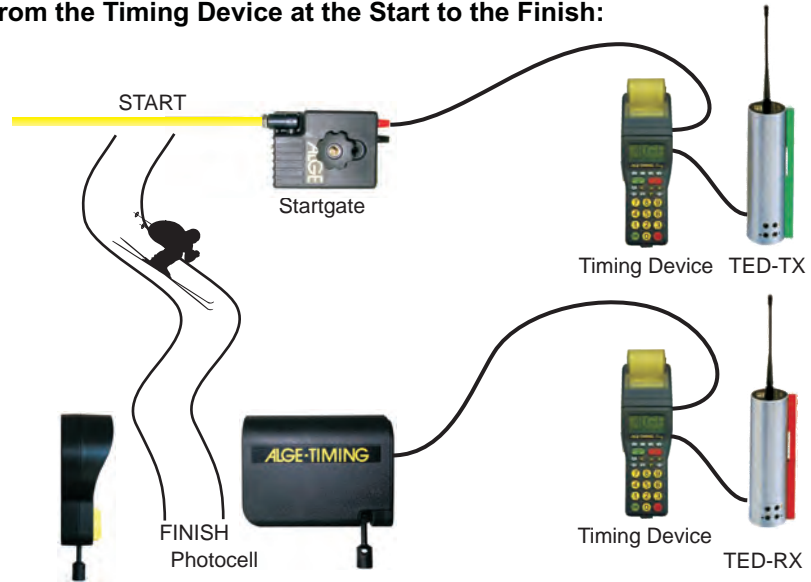 rom the Timing Device at the Start to the Finish:
START
ALGE
Startgate
Timing Device
TED-TX
ALGE-TIMING
FINISH
Photocell
Timing Device
TED-RX